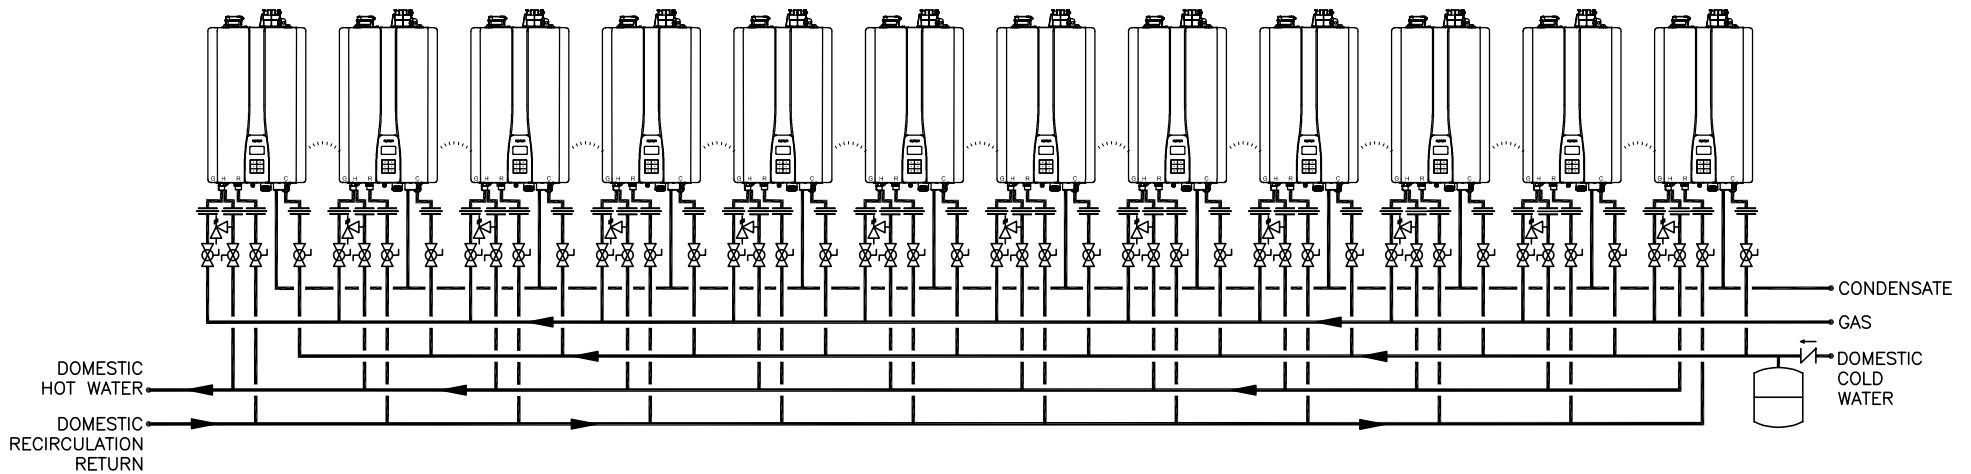 G H R C
G H R C
G H R C
G H R C
G H R C
G H R C
G H R C
G H R C
G H R C
G H R C
G H R C
G H R C
CONDENSATE
GAS
DOMESTIC
HOT WATER
DOMESTIC
COLD
WATER
DOMESTIC
RECIRCULATION
RETURN